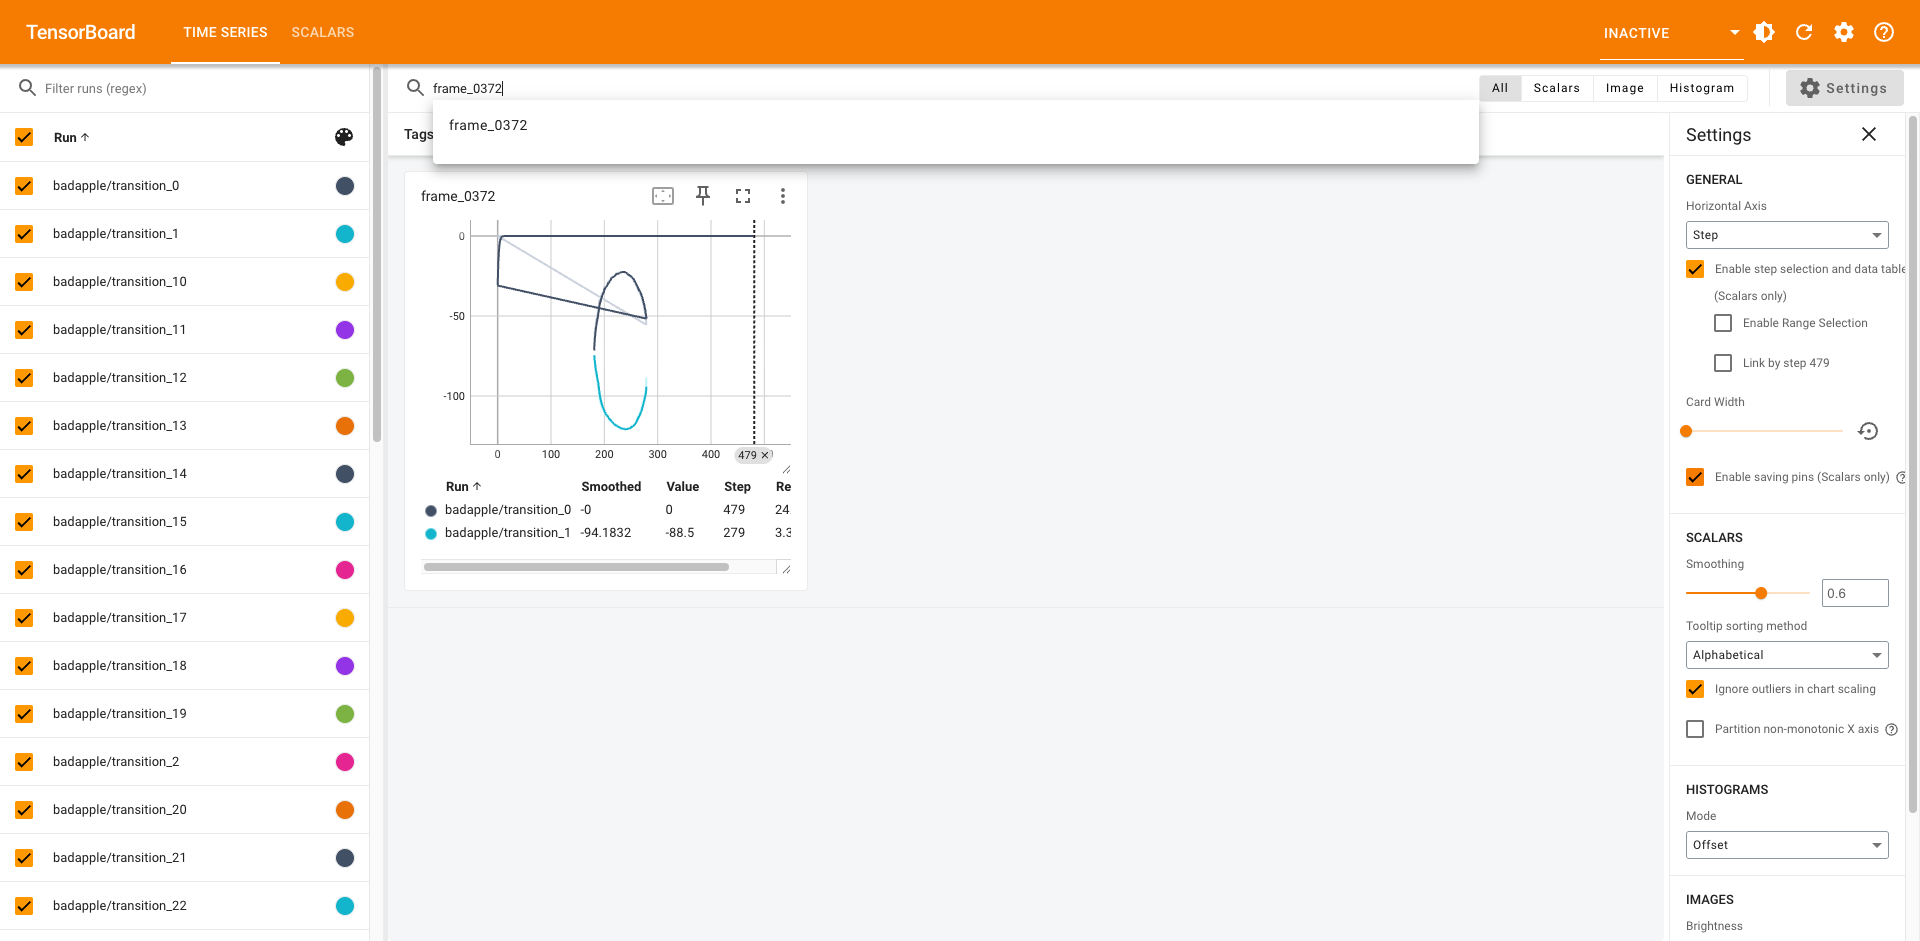 TensorBoard
TIME SERIES
SCALARS
INACTIVE
Filter runs (regex)
frame_0372
All
Scalars
Image
Histogram
Settings
frame_0372
Run
badapple/transition_0
badapple/transition_1
badapple/transition_10
badapple/transition_11
badapple/transition_12
badapple/transition_13
badapple/transition_14
badapple/transition_15
badapple/transition_16
badapple/transition_17
badapple/transition_18
badapple/transition_19
badapple/transition_2
badapple/transition_20
badapple/transition_21
badapple/transition_22
Tags
frame_0372
0
-50
-100
0 100 200 300 400 479
Run Smoothed Value Step Re
badapple/transition_0 -0 0 479 24.
badapple/transition_1 -94.1832 -88.5 279 3.3
Settings
GENERAL
Horizontal Axis
Step
Enable step selection and data table
(Scalars only)
Enable Range Selection
Link by step 479
Card Width
Enable saving pins (Scalars only)
SCALARS
Smoothing
0.6
Tooltip sorting method
Alphabetical
Ignore outliers in chart scaling
Partition non-monotonic X axis
HISTOGRAMS
Mode
Offset
IMAGES
Brightness